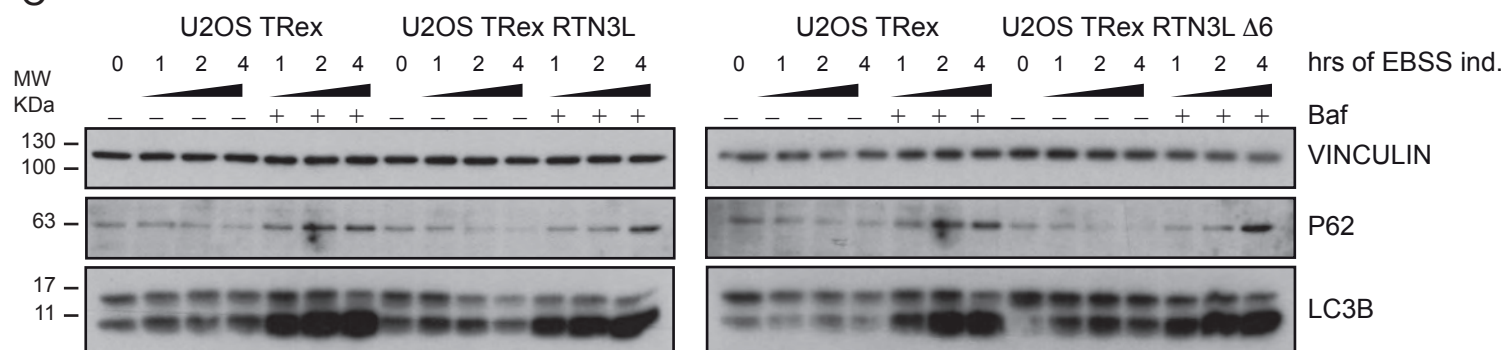 U2OS TRex U2OS TRex RTN3L U2OS TRex U2OS TRex RTN3L Δ6
0 1 2 4 1 2 4 0 1 2 4 1 2 4 0 1 2 4 1 2 4 0 1 2 4 1 2 4 hrs of EBSS ind.
MW
KDa
– – – – + + + – – – – + + + – – – – + + + – – – – + + + Baf
130 –
100 –
VINCULIN
63 –
P62
17 –
11 –
LC3B